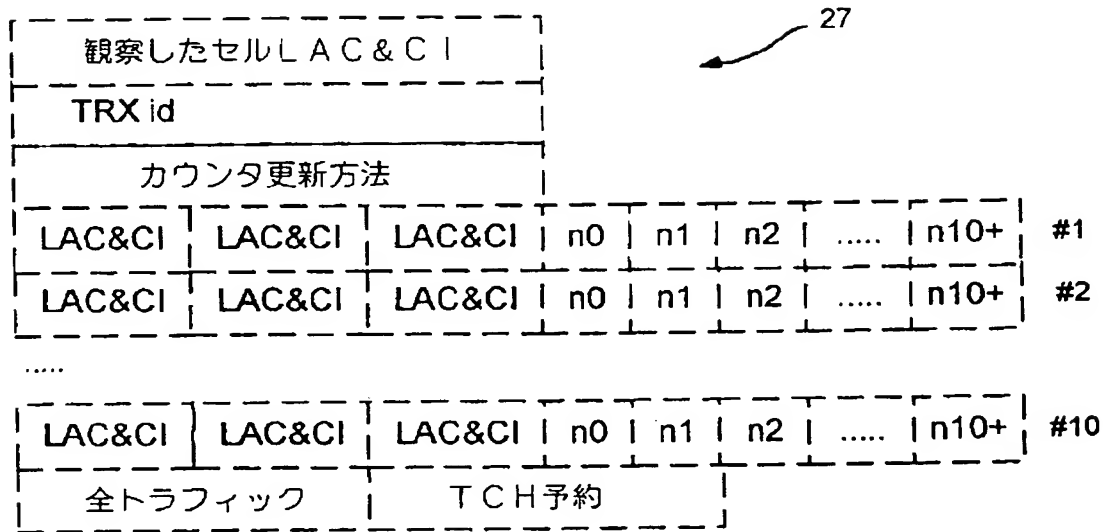 27
観察したセルLAC&CI
TRX id
カウンタ更新方法
LAC&CI LAC&CI LAC&CI n0 n1 n2 ..... n10+ #1
LAC&CI LAC&CI LAC&CI n0 n1 n2 ..... n10+ #2
.....
LAC&CI LAC&CI LAC&CI n0 n1 n2 ..... n10+ #10
全トラフィック TCH予約